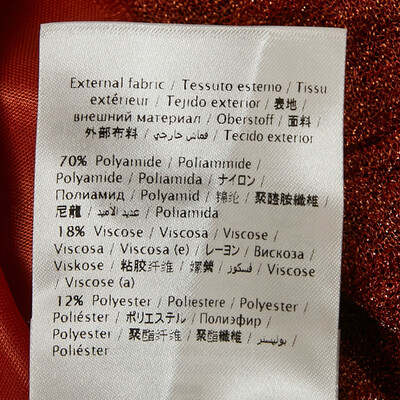 External fabric / Tessuto esterno / Tissu
extérieur / Tejido exterior / 表地 /
внешний материал / Oberstoff / 面料 /
外部布料 / قماش خارجي / Tecido exterior
70% Polyamide / Poliammide /
Polyamide / Poliamida / ナイロン /
Полиамид / Polyamid / 锦纶 / 聚醯胺纖維 /
尼龍 / عديد الأميد / Poliamida
18% Viscose / Viscosa / Viscose /
Viscosa / Viscosa (e) / レーヨン / Вискоза /
Viskose / 粘胶纤维 / 嫘縈 / فسكوز / Viscose
/ Viscose (a)
12% Polyester / Poliestere / Polyester /
Poliéster / ポリエステル / Полиэфир /
Polyester / 聚酯纤维 / 聚酯纖維 / بوليستر /
Poliéster